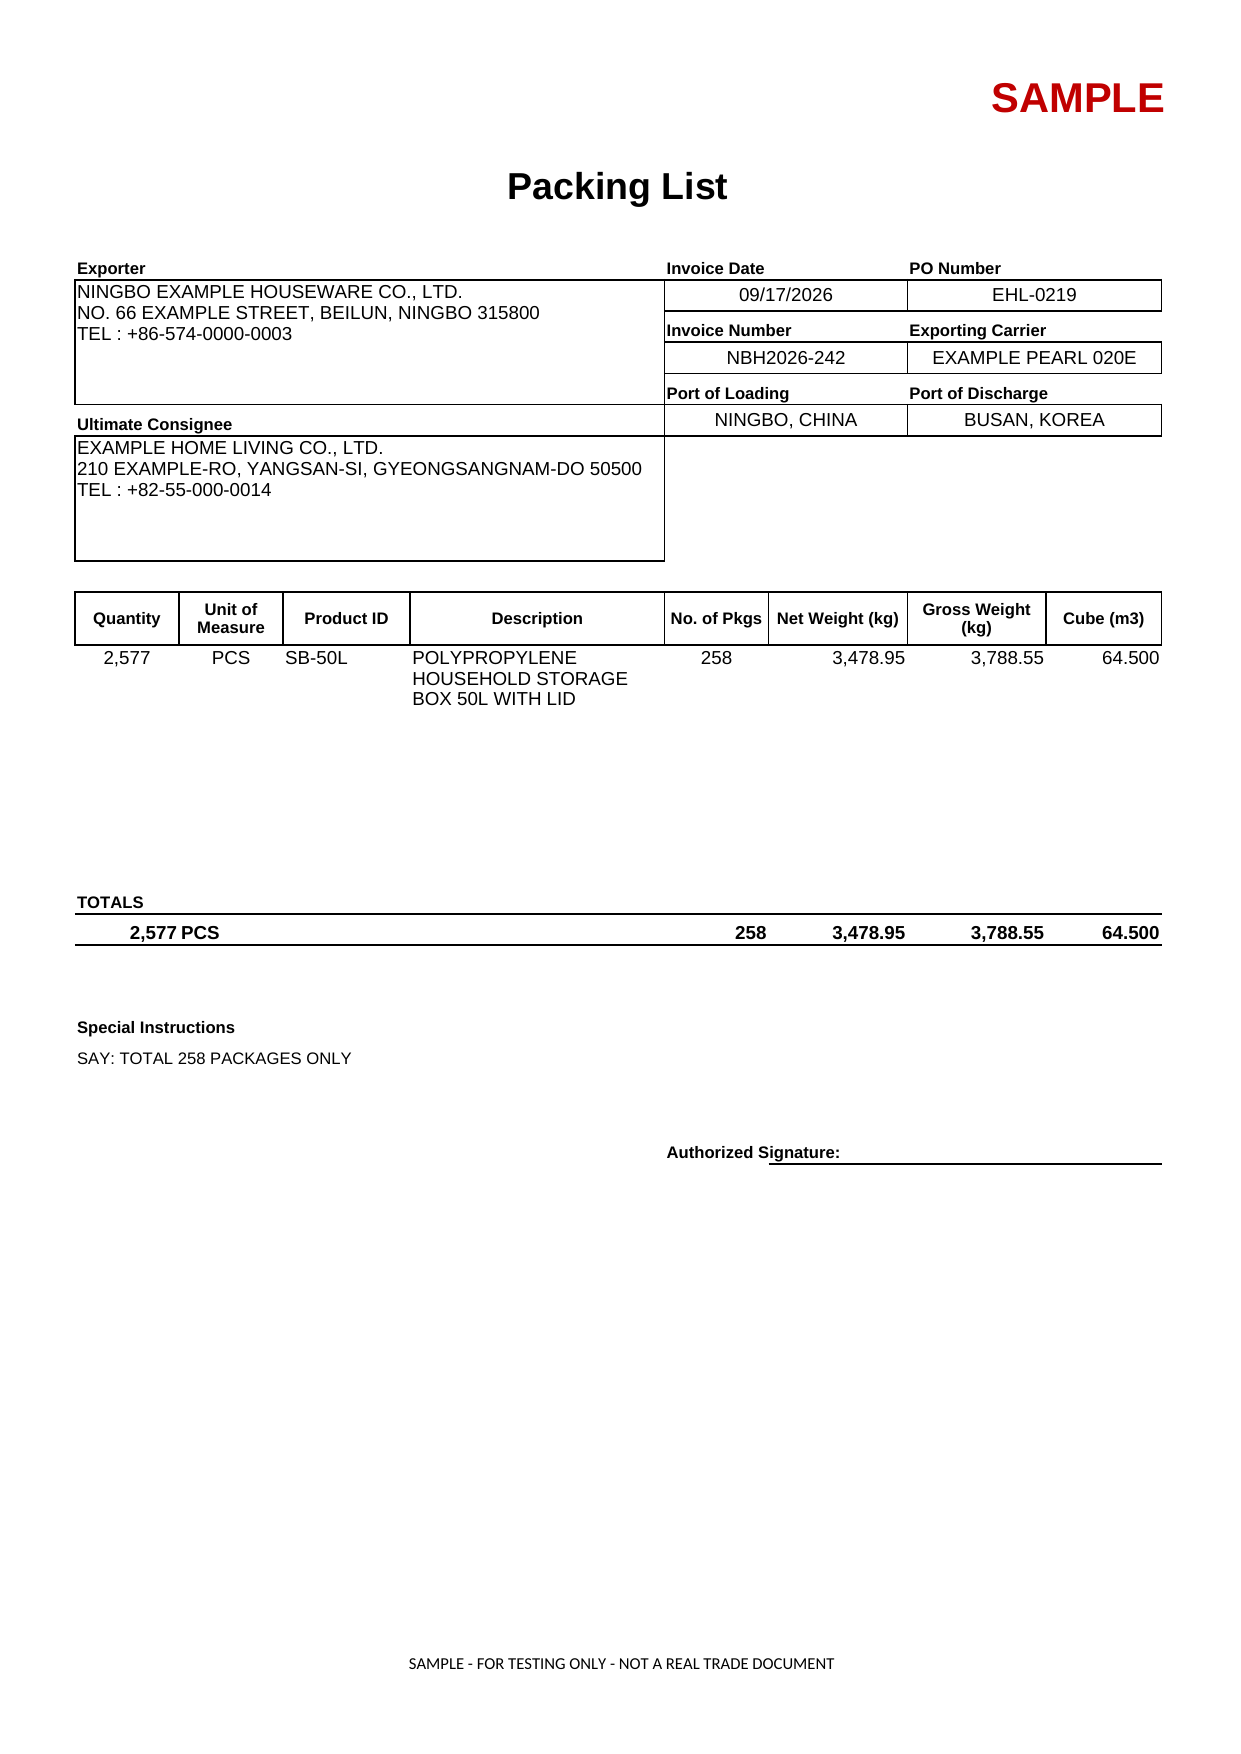 SAMPLE
Packing List
Exporter
Invoice Date
PO Number
NINGBO EXAMPLE HOUSEWARE CO., LTD.
NO. 66 EXAMPLE STREET, BEILUN, NINGBO 315800
TEL : +86-574-0000-0003
09/17/2026
EHL-0219
Invoice Number
Exporting Carrier
NBH2026-242
EXAMPLE PEARL 020E
Port of Loading
Port of Discharge
NINGBO, CHINA
BUSAN, KOREA
Ultimate Consignee
EXAMPLE HOME LIVING CO., LTD.
210 EXAMPLE-RO, YANGSAN-SI, GYEONGSANGNAM-DO 50500
TEL : +82-55-000-0014
Quantity
Unit of
Measure
Product ID
Description
No. of Pkgs
Net Weight (kg)
Gross Weight
(kg)
Cube (m3)
2,577
PCS
SB-50L
POLYPROPYLENE
HOUSEHOLD STORAGE
BOX 50L WITH LID
258
3,478.95
3,788.55
64.500
TOTALS
2,577 PCS
258
3,478.95
3,788.55
64.500
Special Instructions
SAY: TOTAL 258 PACKAGES ONLY
Authorized Signature:
SAMPLE - FOR TESTING ONLY - NOT A REAL TRADE DOCUMENT